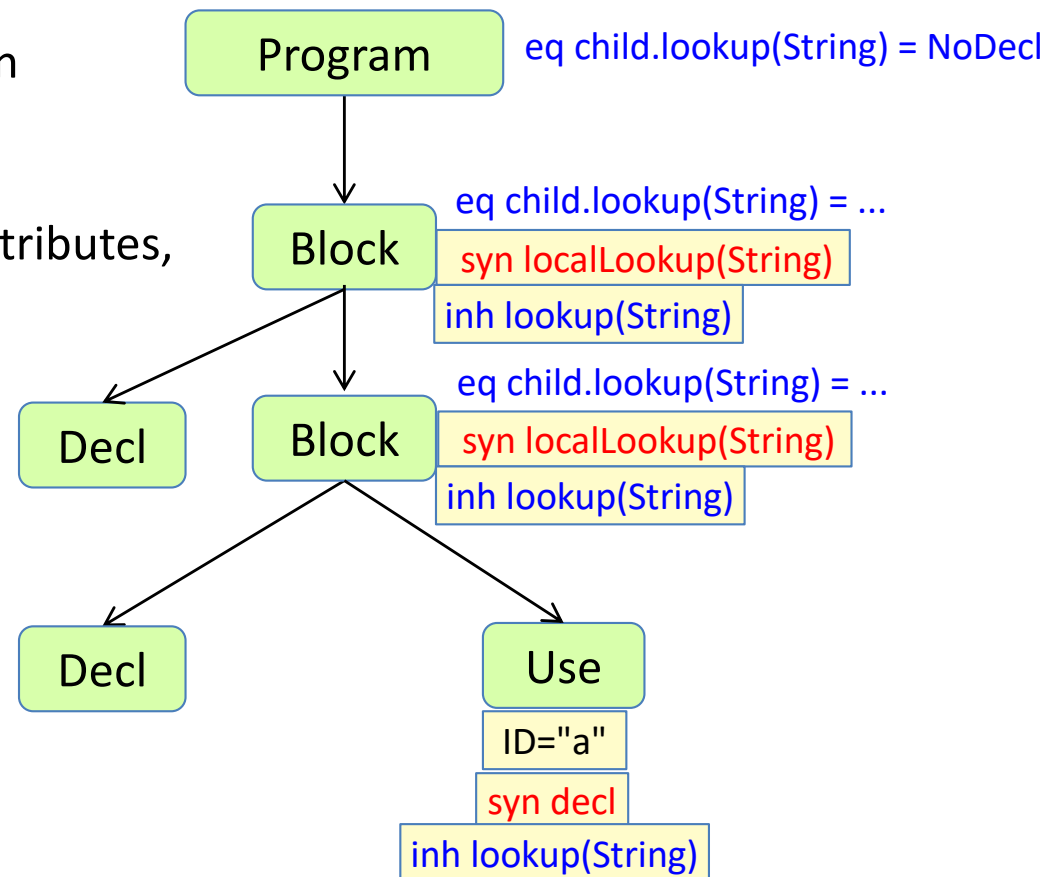 n
Program
eq child.lookup(String) = NoDecl
tributes,
Block
eq child.lookup(String) = ...
syn localLookup(String)
inh lookup(String)
Decl
Block
eq child.lookup(String) = ...
syn localLookup(String)
inh lookup(String)
Decl
Use
ID="a"
syn decl
inh lookup(String)